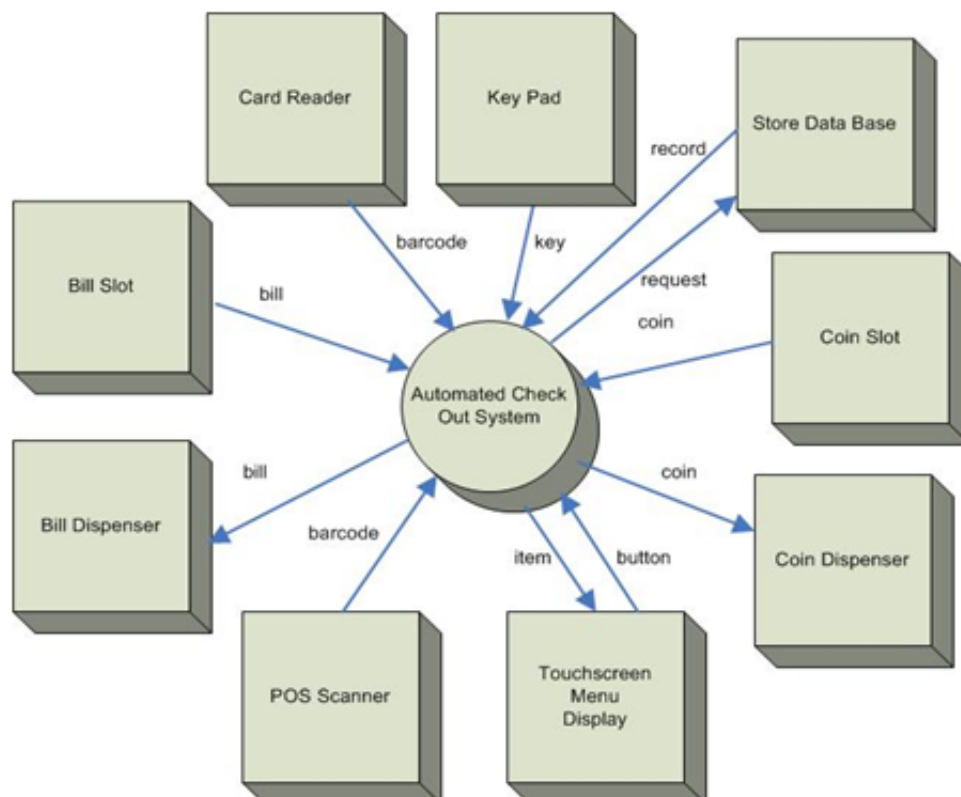 Card Reader
Key Pad
Store Data Base
record
barcode
key
request
Bill Slot
bill
coin
Coin Slot
Automated Check
Out System
bill
coin
Bill Dispenser
barcode
item
button
Coin Dispenser
POS Scanner
Touchscreen
Menu
Display